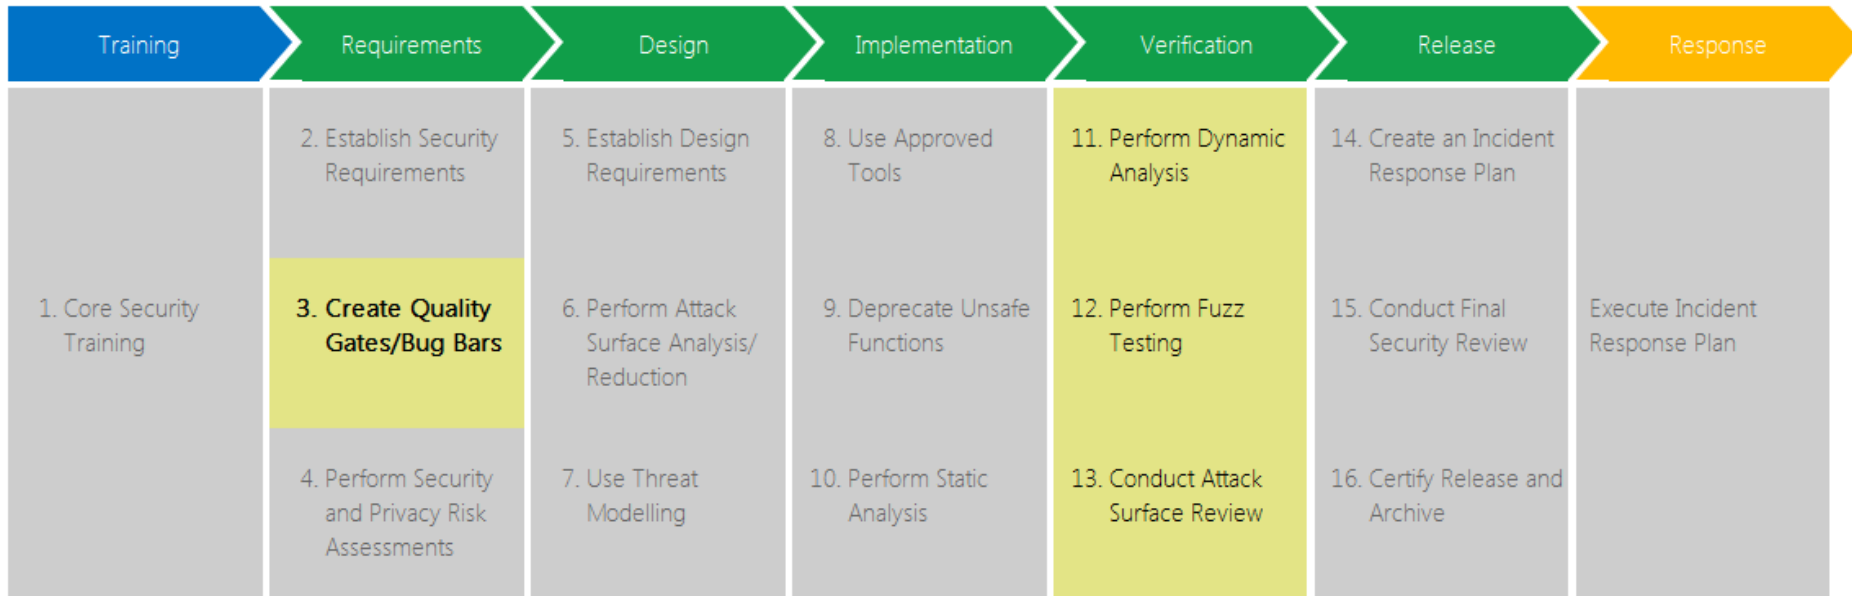 Training
Requirements
Design
Implementation
Verification
Release
Response
1. Core Security
Training
2. Establish Security
Requirements
3. Create Quality
Gates/Bug Bars
4. Perform Security
and Privacy Risk
Assessments
5. Establish Design
Requirements
6. Perform Attack
Surface Analysis/
Reduction
7. Use Threat
Modelling
8. Use Approved
Tools
9. Deprecate Unsafe
Functions
10. Perform Static
Analysis
11. Perform Dynamic
Analysis
12. Perform Fuzz
Testing
13. Conduct Attack
Surface Review
14. Create an Incident
Response Plan
15. Conduct Final
Security Review
16. Certify Release and
Archive
Execute Incident
Response Plan